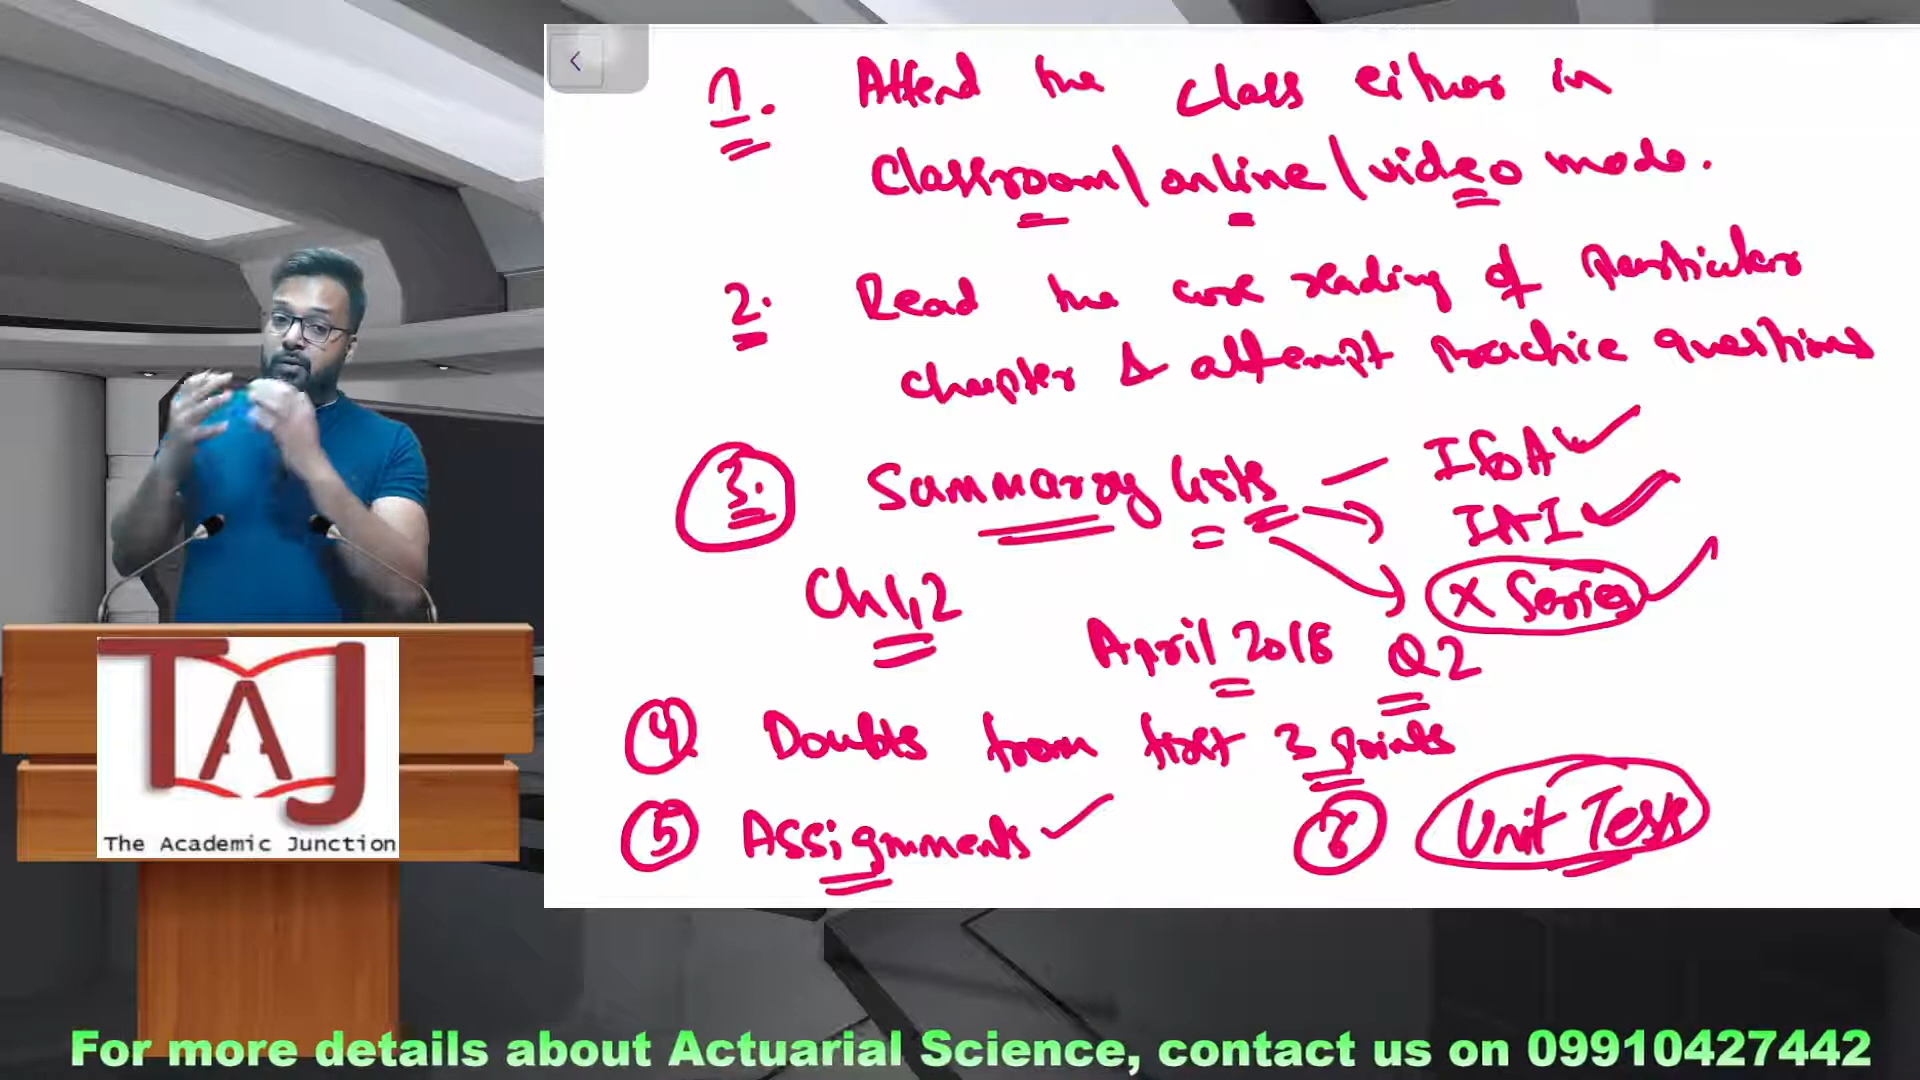 1. Attend the class either in
classroom/online/video mode.
2. Read the core reading of particular
chapter & attempt practice questions
3. Summary lists
IFoA
IAI
X Series
Ch 1,2
April 2018 Q2
4 Doubts from first 3 points
5 Assignments
6 Unit Tests
TAJ
The Academic Junction
For more details about Actuarial Science, contact us on 09910427442